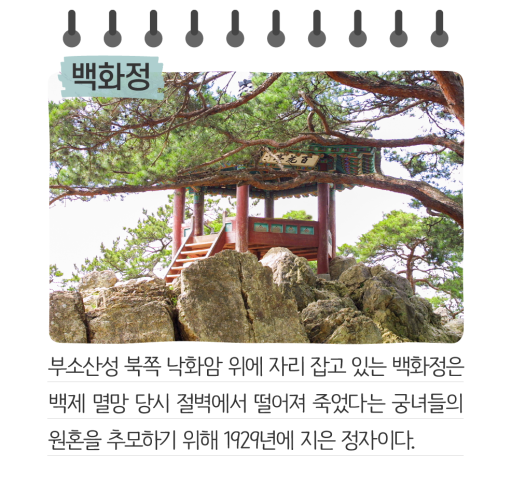 백화정
부소산성 북쪽 낙화암 위에 자리 잡고 있는 백화정은
백제 멸망 당시 절벽에서 떨어져 죽었다는 궁녀들의
원혼을 추모하기 위해 1929년에 지은 정자이다.